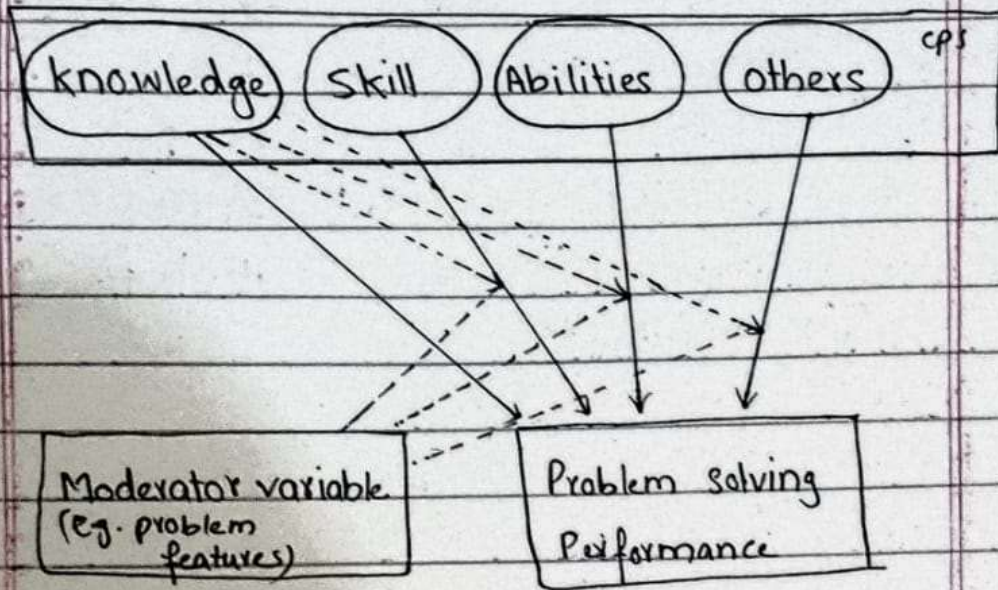 cps
Knowledge Skill Abilities others
Moderator variable
(eg. problem
features)
Problem solving
Performance